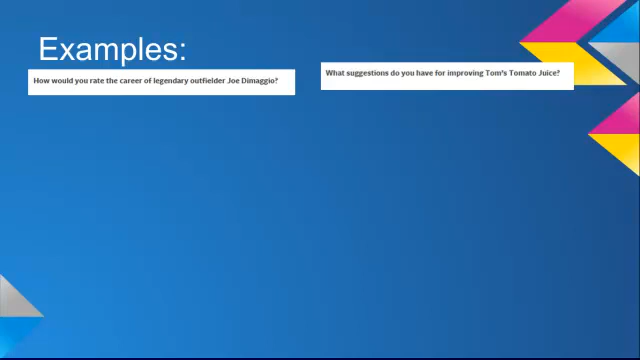 Examples:
How would you rate the career of legendary outfielder Joe Dimaggio?
What suggestions do you have for improving Tom's Tomato Juice?